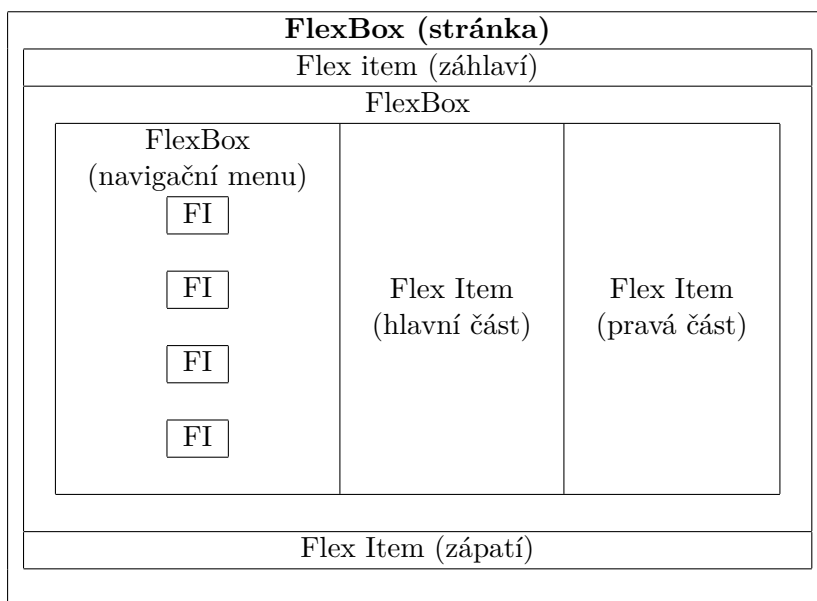 FlexBox (stránka)
Flex item (záhlaví)
FlexBox
FlexBox
(navigační menu)
FI
FI
FI
FI
Flex Item
(hlavní část)
Flex Item
(pravá část)
Flex Item (zápatí)